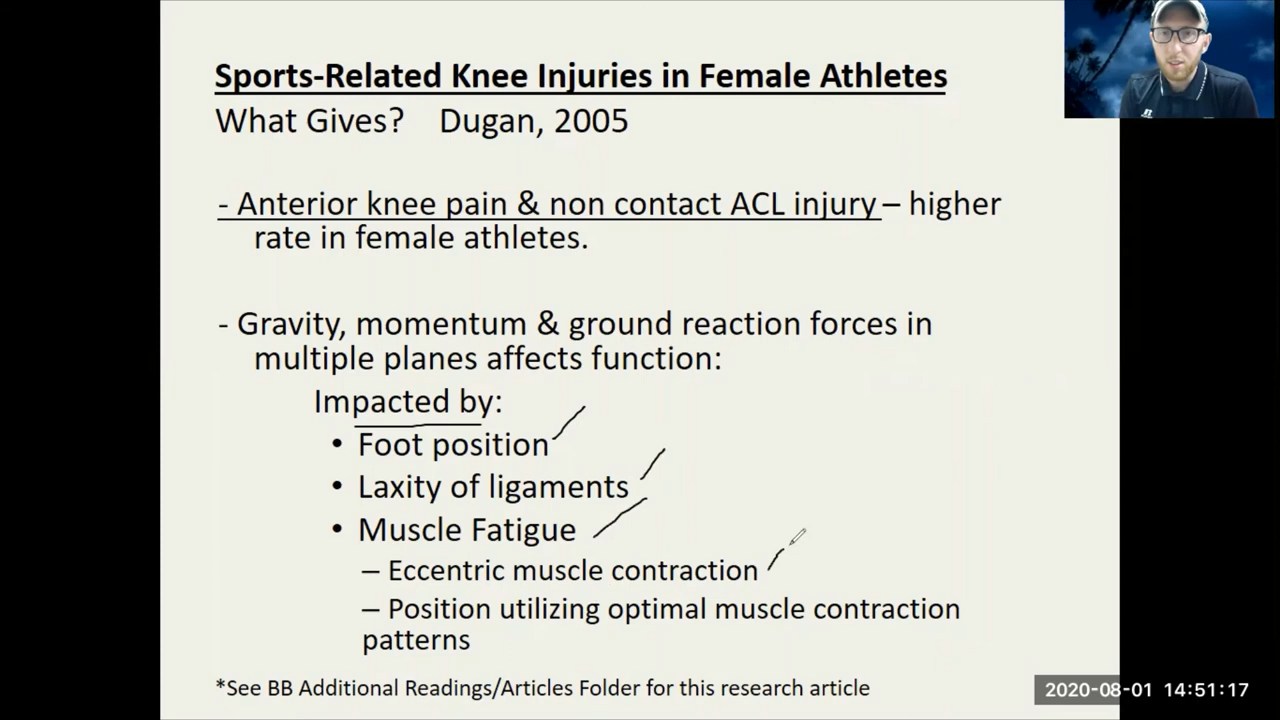 Sports-Related Knee Injuries in Female Athletes
What Gives? Dugan, 2005
- Anterior knee pain & non contact ACL injury – higher
rate in female athletes.
- Gravity, momentum & ground reaction forces in
multiple planes affects function:
Impacted by:
• Foot position
• Laxity of ligaments
• Muscle Fatigue
– Eccentric muscle contraction
– Position utilizing optimal muscle contraction
patterns
*See BB Additional Readings/Articles Folder for this research article
2020-08-01 14:51:17